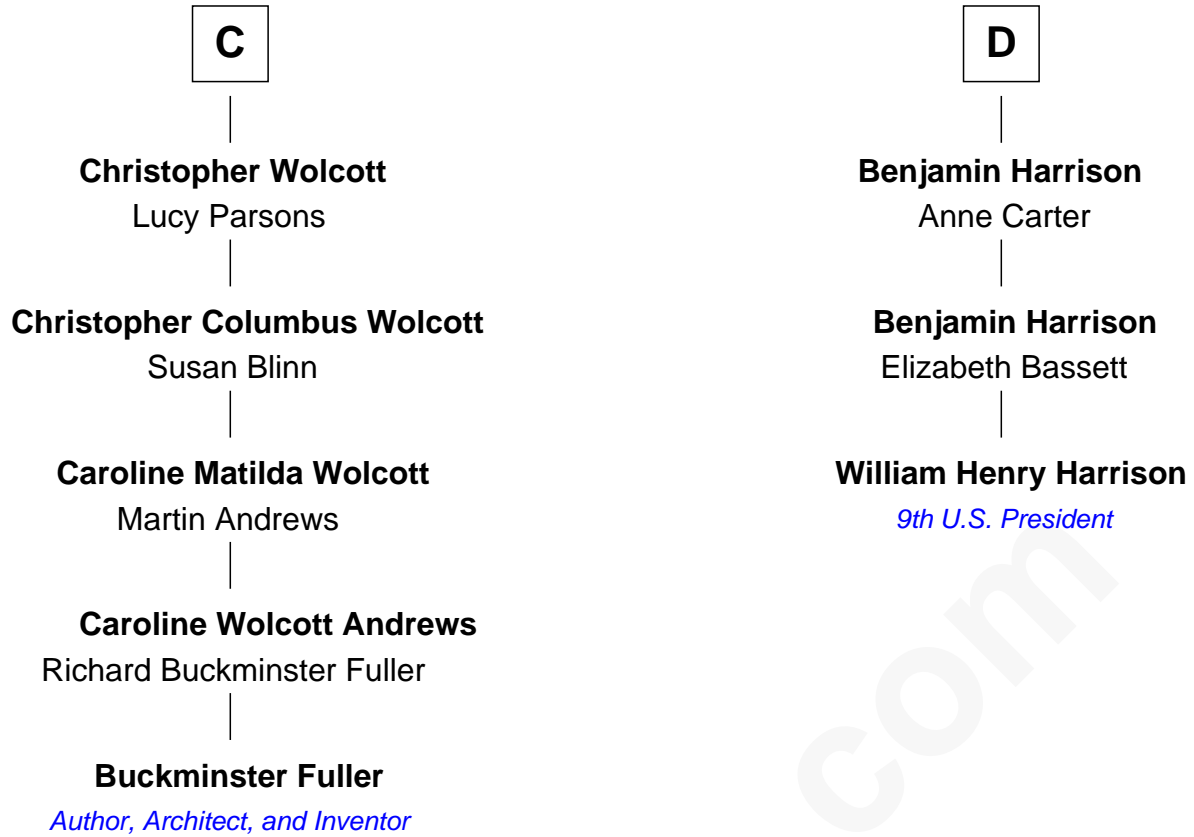 C
Christopher Wolcott
Lucy Parsons
Christopher Columbus Wolcott
Susan Blinn
Caroline Matilda Wolcott
Martin Andrews
Caroline Wolcott Andrews
Richard Buckminster Fuller
Buckminster Fuller
Author, Architect, and Inventor
D
Benjamin Harrison
Anne Carter
Benjamin Harrison
Elizabeth Bassett
William Henry Harrison
9th U.S. President
com